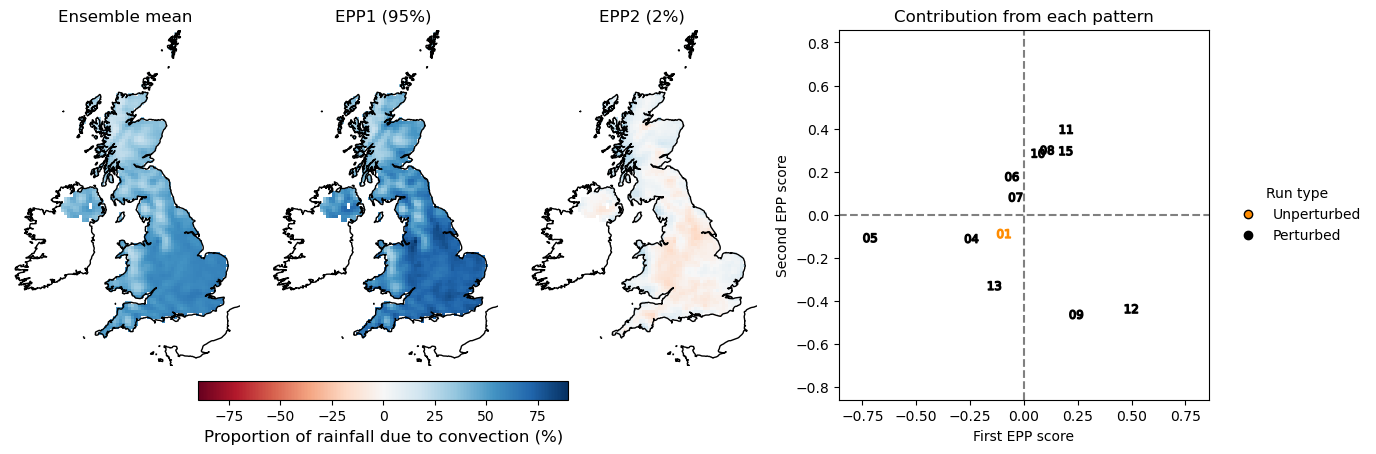 Ensemble mean
EPP1 (95%)
EPP2 (2%)
−75 −50 −25 0 25 50 75
Proportion of rainfall due to convection (%)
Contribution from each pattern
Second EPP score
0.8
0.6
0.4
0.2
0.0
−0.2
−0.4
−0.6
−0.8
11
10 08 15
06
07
01
05
04
13
09
12
−0.75 −0.50 −0.25 0.00 0.25 0.50 0.75
First EPP score
Run type
Unperturbed
Perturbed